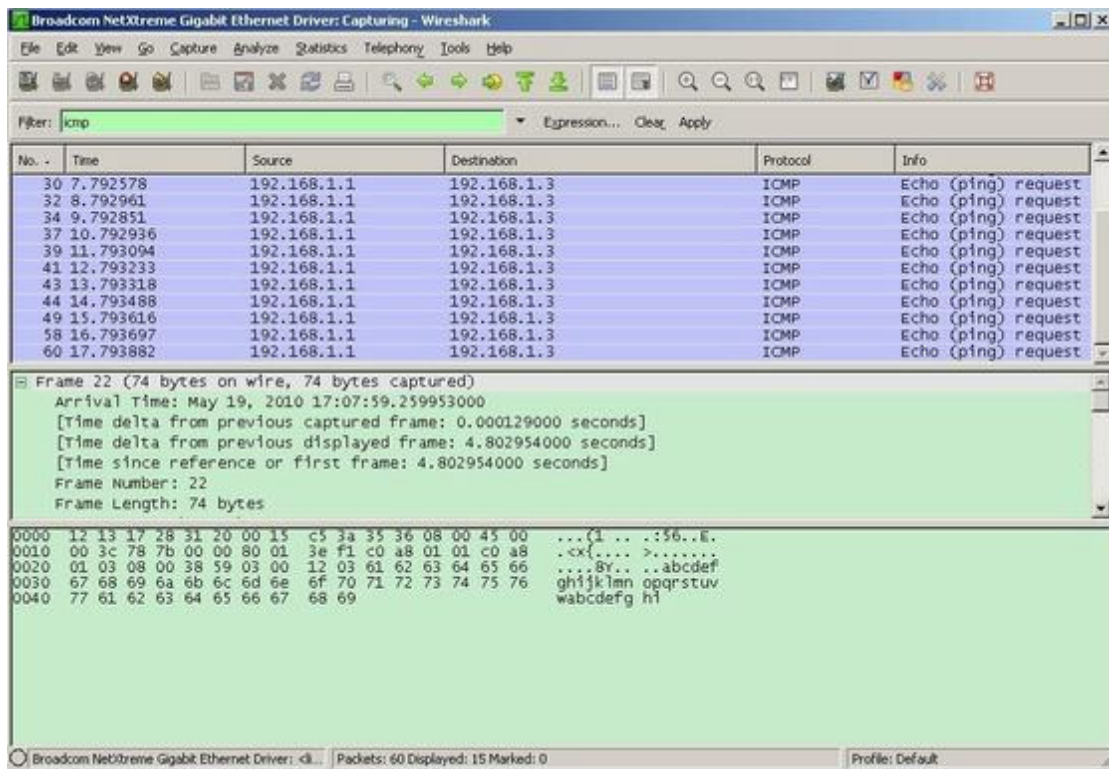 Broadcom NetXtreme Gigabit Ethernet Driver: Capturing - Wireshark
File Edit View Go Capture Analyze Statistics Telephony Tools Help
Filter: icmp Expression... Clear Apply
No. - Time Source Destination Protocol Info
30 7.792578 192.168.1.1 192.168.1.3 ICMP Echo (ping) request
32 8.792961 192.168.1.1 192.168.1.3 ICMP Echo (ping) request
34 9.792851 192.168.1.1 192.168.1.3 ICMP Echo (ping) request
37 10.792936 192.168.1.1 192.168.1.3 ICMP Echo (ping) request
39 11.793094 192.168.1.1 192.168.1.3 ICMP Echo (ping) request
41 12.793233 192.168.1.1 192.168.1.3 ICMP Echo (ping) request
43 13.793318 192.168.1.1 192.168.1.3 ICMP Echo (ping) request
44 14.793488 192.168.1.1 192.168.1.3 ICMP Echo (ping) request
49 15.793616 192.168.1.1 192.168.1.3 ICMP Echo (ping) request
58 16.793697 192.168.1.1 192.168.1.3 ICMP Echo (ping) request
60 17.793882 192.168.1.1 192.168.1.3 ICMP Echo (ping) request
Frame 22 (74 bytes on wire, 74 bytes captured)
Arrival Time: May 19, 2010 17:07:59.259953000
[Time delta from previous captured frame: 0.000129000 seconds]
[Time delta from previous displayed frame: 4.802954000 seconds]
[Time since reference or first frame: 4.802954000 seconds]
Frame Number: 22
Frame Length: 74 bytes
0000 12 13 17 28 31 20 00 15 c5 3a 35 36 08 00 45 00 ...(1 .. .:56..E.
0010 00 3c 78 7b 00 00 80 01 3e f1 c0 a8 01 01 c0 a8 .<x{.... >.......
0020 01 03 08 00 38 59 03 00 12 03 61 62 63 64 65 66 ....8Y.. ..abcdef
0030 67 68 69 6a 6b 6c 6d 6e 6f 70 71 72 73 74 75 76 ghijklmn opqrstuv
0040 77 61 62 63 64 65 66 67 68 69 wabcdefg hi
Broadcom NetXtreme Gigabit Ethernet Driver: <li... Packets: 60 Displayed: 15 Marked: 0 Profile: Default